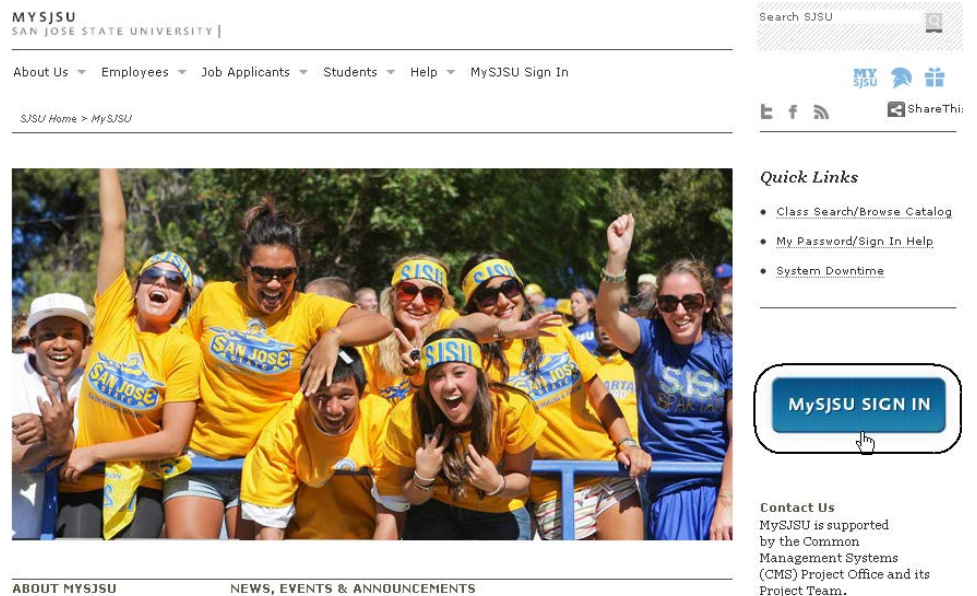 MYSJSU
SAN JOSE STATE UNIVERSITY
Search SJSU
About Us Employees Job Applicants Students Help MySJSU Sign In
MY
SJSU
SJSU Home > MySJSU
ShareThi
Quick Links
Class Search/Browse Catalog
My Password/Sign In Help
System Downtime
SJSU
SJSU
SJSU
SAN JOSE
STATE
SAN JOSE
STATE
SJSU
SPARTAN
MySJSU SIGN IN
Contact Us
MySJSU is supported
by the Common
Management Systems
(CMS) Project Office and its
Project Team.
ABOUT MYSJSU
NEWS, EVENTS & ANNOUNCEMENTS